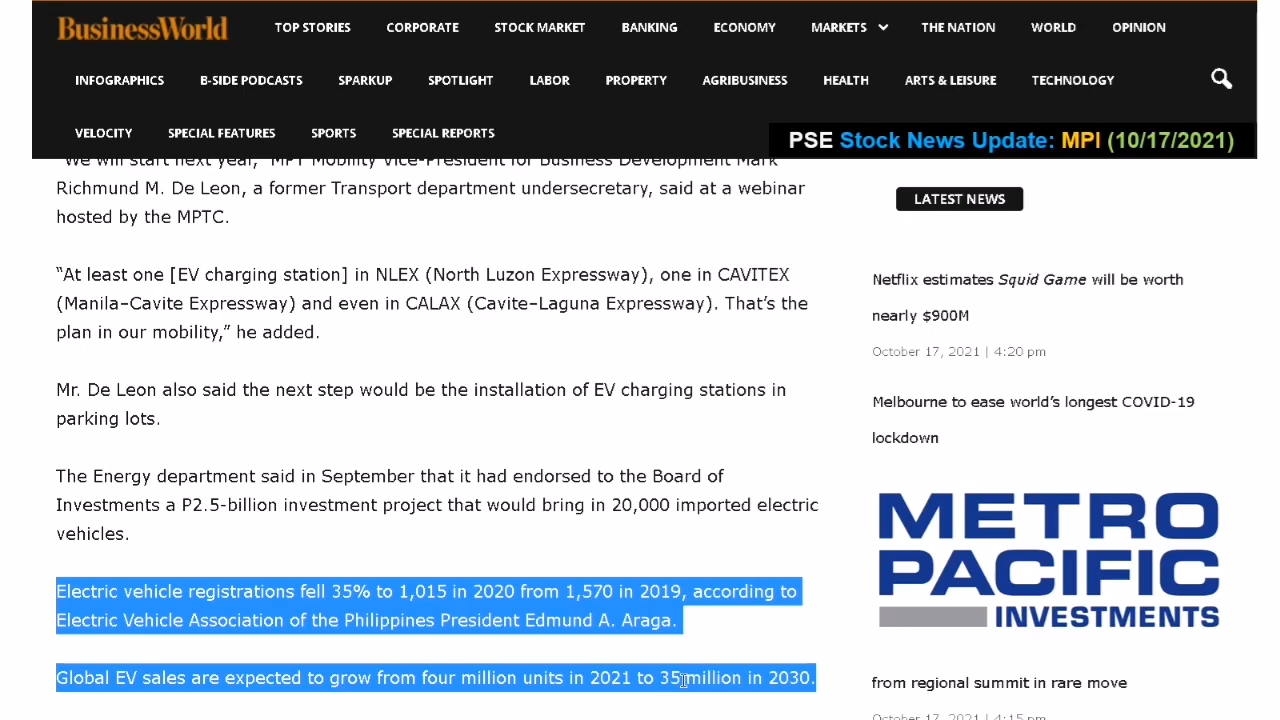 BusinessWorld
TOP STORIES CORPORATE STOCK MARKET BANKING ECONOMY MARKETS THE NATION WORLD OPINION
INFOGRAPHICS B-SIDE PODCASTS SPARKUP SPOTLIGHT LABOR PROPERTY AGRIBUSINESS HEALTH ARTS & LEISURE TECHNOLOGY
VELOCITY SPECIAL FEATURES SPORTS SPECIAL REPORTS
PSE Stock News Update: MPI (10/17/2021)
"We will start next year," MPT Mobility Vice-President for Business Development Mark
Richmund M. De Leon, a former Transport department undersecretary, said at a webinar
hosted by the MPTC.
“At least one [EV charging station] in NLEX (North Luzon Expressway), one in CAVITEX
(Manila–Cavite Expressway) and even in CALAX (Cavite–Laguna Expressway). That’s the
plan in our mobility,” he added.
Mr. De Leon also said the next step would be the installation of EV charging stations in
parking lots.
The Energy department said in September that it had endorsed to the Board of
Investments a P2.5-billion investment project that would bring in 20,000 imported electric
vehicles.
Electric vehicle registrations fell 35% to 1,015 in 2020 from 1,570 in 2019, according to
Electric Vehicle Association of the Philippines President Edmund A. Araga.
Global EV sales are expected to grow from four million units in 2021 to 35 million in 2030.
LATEST NEWS
Netflix estimates Squid Game will be worth
nearly $900M
October 17, 2021 | 4:20 pm
Melbourne to ease world’s longest COVID-19
lockdown
METRO
PACIFIC
INVESTMENTS
from regional summit in rare move
October 17, 2021 | 4:15 pm